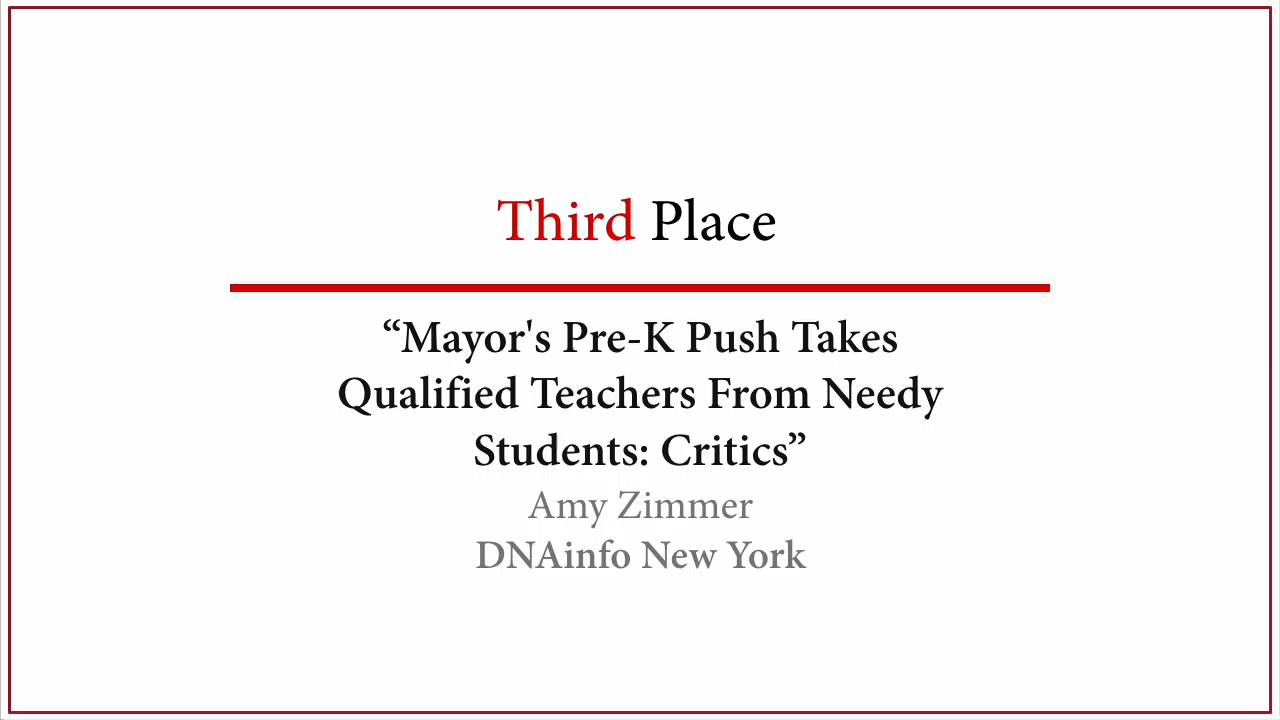 Third Place
“Mayor's Pre-K Push Takes
Qualified Teachers From Needy
Students: Critics”
Amy Zimmer
DNAinfo New York